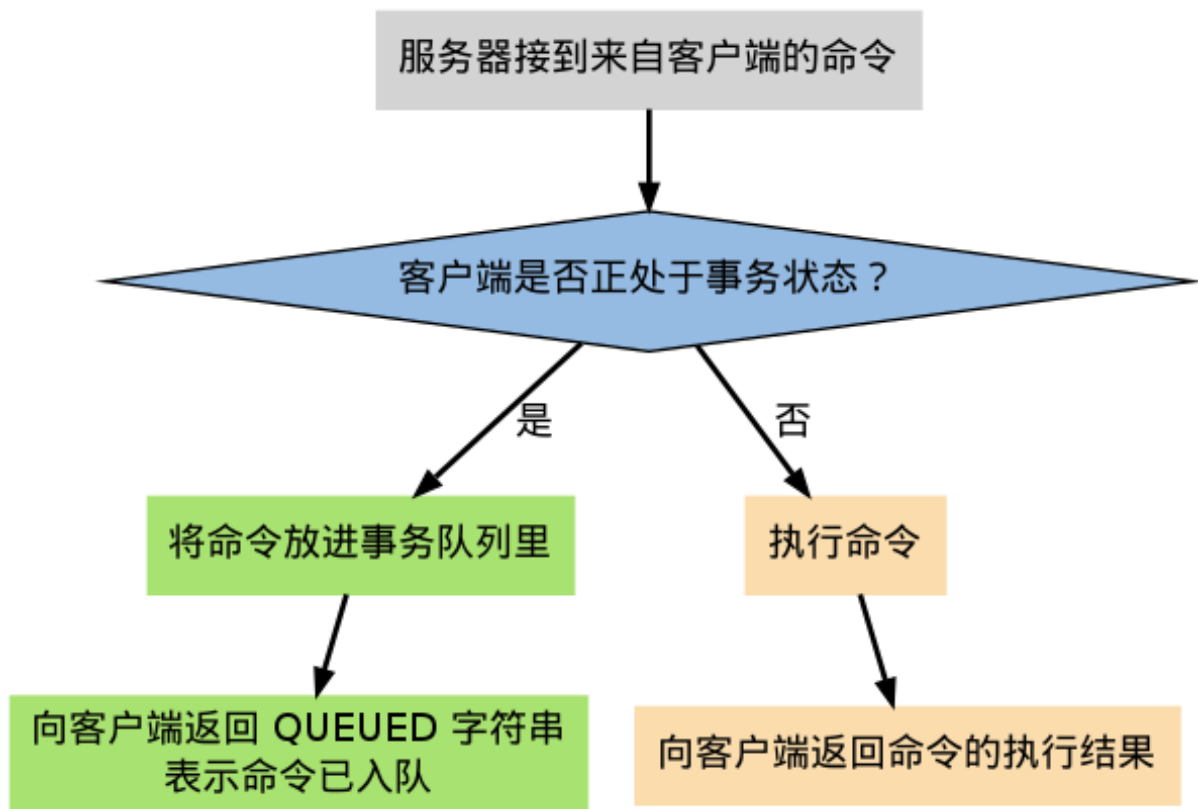 服务器接到来自客户端的命令
客户端是否正处于事务状态？
是
否
将命令放进事务队列里
执行命令
向客户端返回 QUEUED 字符串
表示命令已入队
向客户端返回命令的执行结果